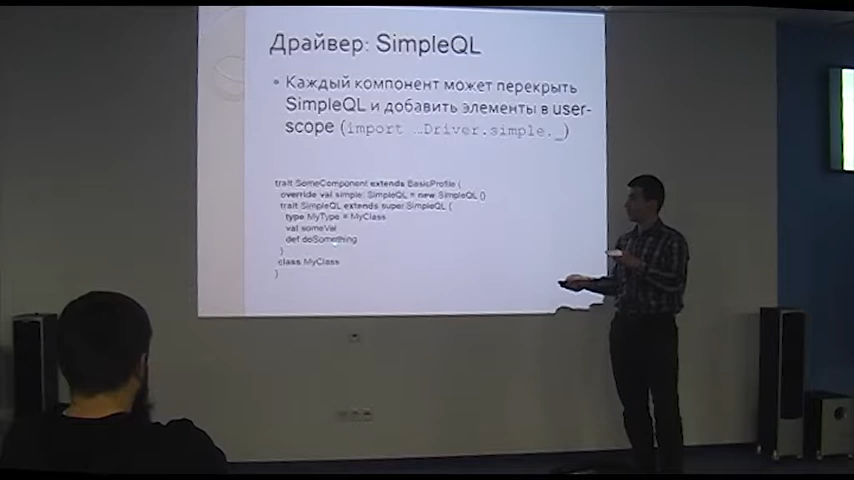 Драйвер: SimpleQL
• Каждый компонент может перекрыть
SimpleQL и добавить элементы в user-
scope (import …Driver.simple._)
trait SomeComponent extends BasicProfile {
override val simple: SimpleQL = new SimpleQL {}
trait SimpleQL extends super.SimpleQL {
type MyType = MyClass
val someVal
def doSomething
}
class MyClass
}